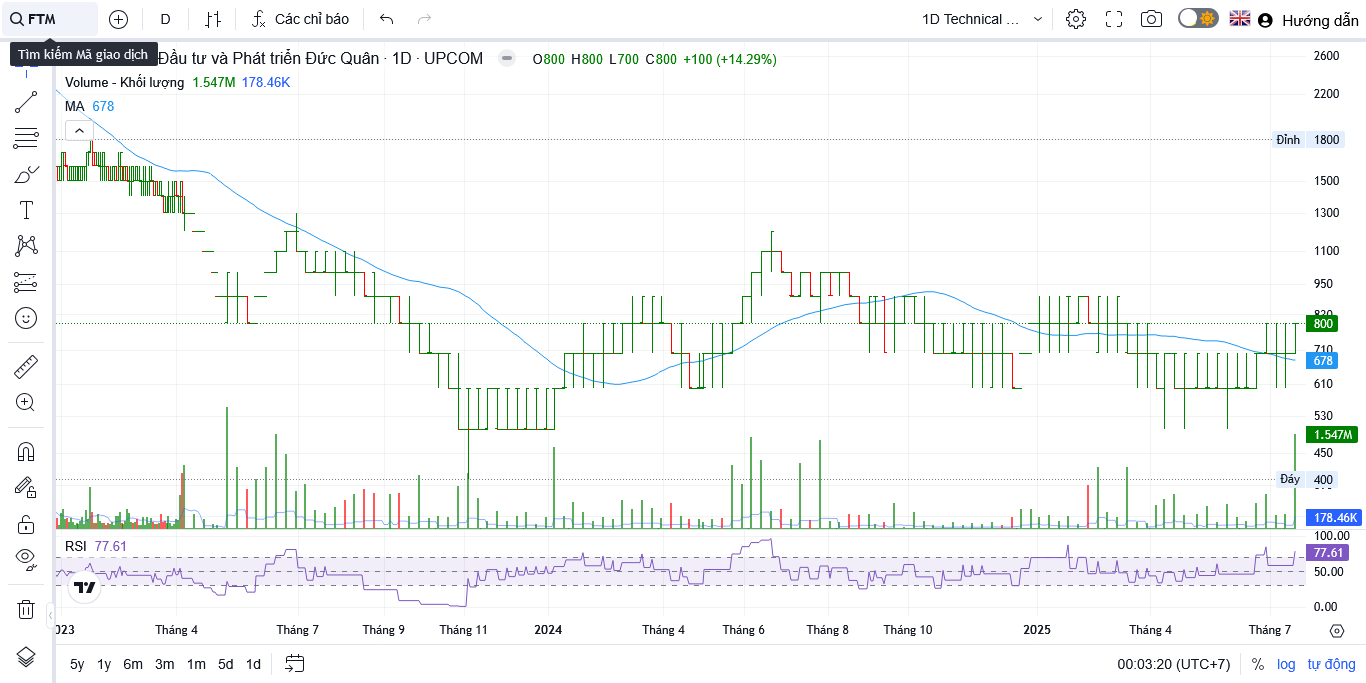 FTM D Các chỉ báo 1D Technical ... Hướng dẫn
Tìm kiếm Mã giao dịch
Đầu tư và Phát triển Đức Quân · 1D · UPCOM O800 H800 L700 C800 +100 (+14.29%)
Volume - Khối lượng 1.547M 178.46K
MA 678
2600
2200
Đỉnh 1800
1500
1300
1100
950
800
710
678
610
530
1.547M
450
Đáy 400
178.46K
100.00
RSI 77.61
77.61
50.00
0.00
023 Tháng 4 Tháng 7 Tháng 9 Tháng 11 2024 Tháng 4 Tháng 6 Tháng 8 Tháng 10 2025 Tháng 4 Tháng 7
5y 1y 6m 3m 1m 5d 1d 00:03:20 (UTC+7) % log tự động